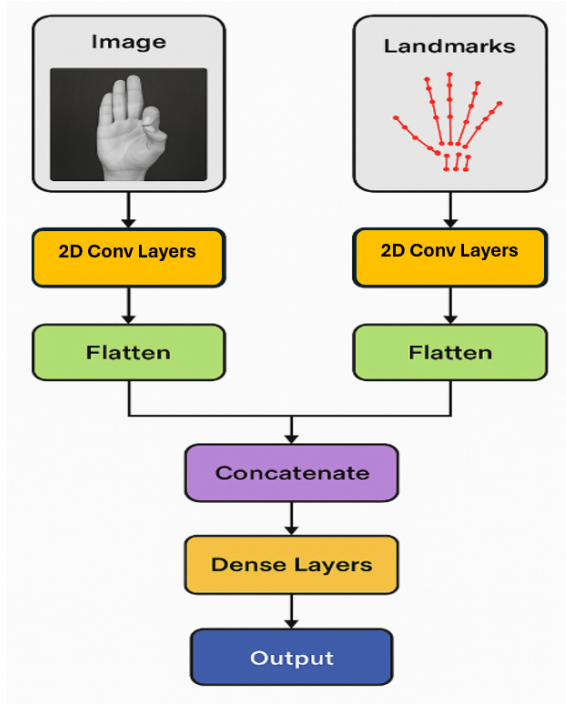 Image
Landmarks
2D Conv Layers
2D Conv Layers
Flatten
Flatten
Concatenate
Dense Layers
Output